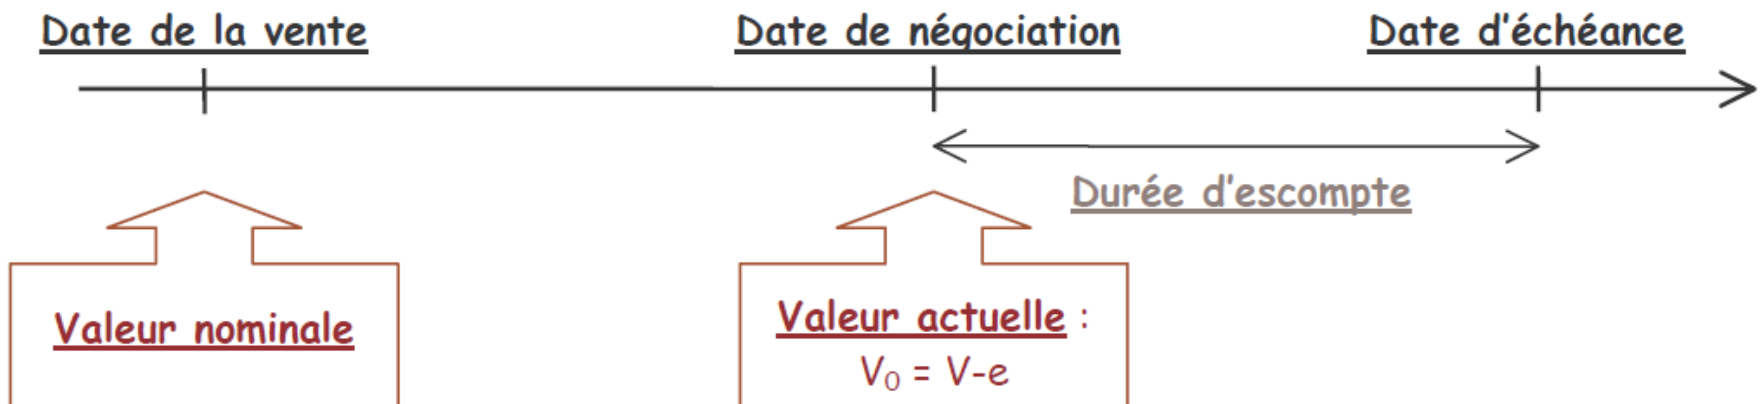 Date de la vente
Date de négociation
Date d'échéance
Durée d'escompte
Valeur nominale
Valeur actuelle :
V₀ = V-e